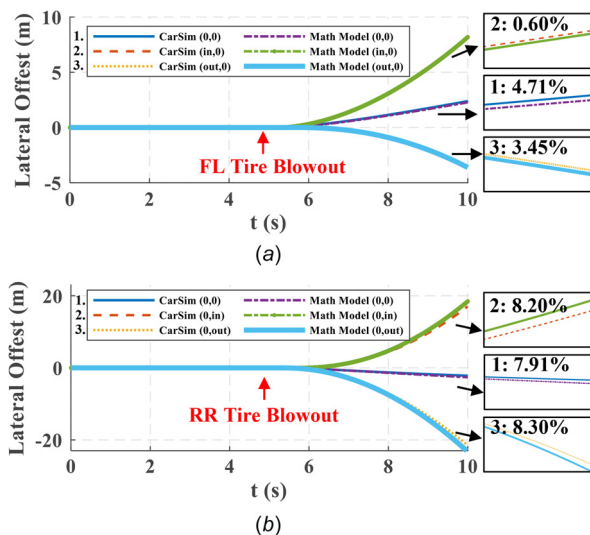 Lateral Offest (m)
10
5
0
-5
1. CarSim (0,0) Math Model (0,0)
2. CarSim (in,0) Math Model (in,0)
3. CarSim (out,0) Math Model (out,0)
FL Tire Blowout
0 2 4 6 8 10
t (s)
2: 0.60%
1: 4.71%
3: 3.45%
(a)
Lateral Offest (m)
20
0
-20
1. CarSim (0,0) Math Model (0,0)
2. CarSim (0,in) Math Model (0,in)
3. CarSim (0,out) Math Model (0,out)
RR Tire Blowout
0 2 4 6 8 10
t (s)
2: 8.20%
1: 7.91%
3: 8.30%
(b)